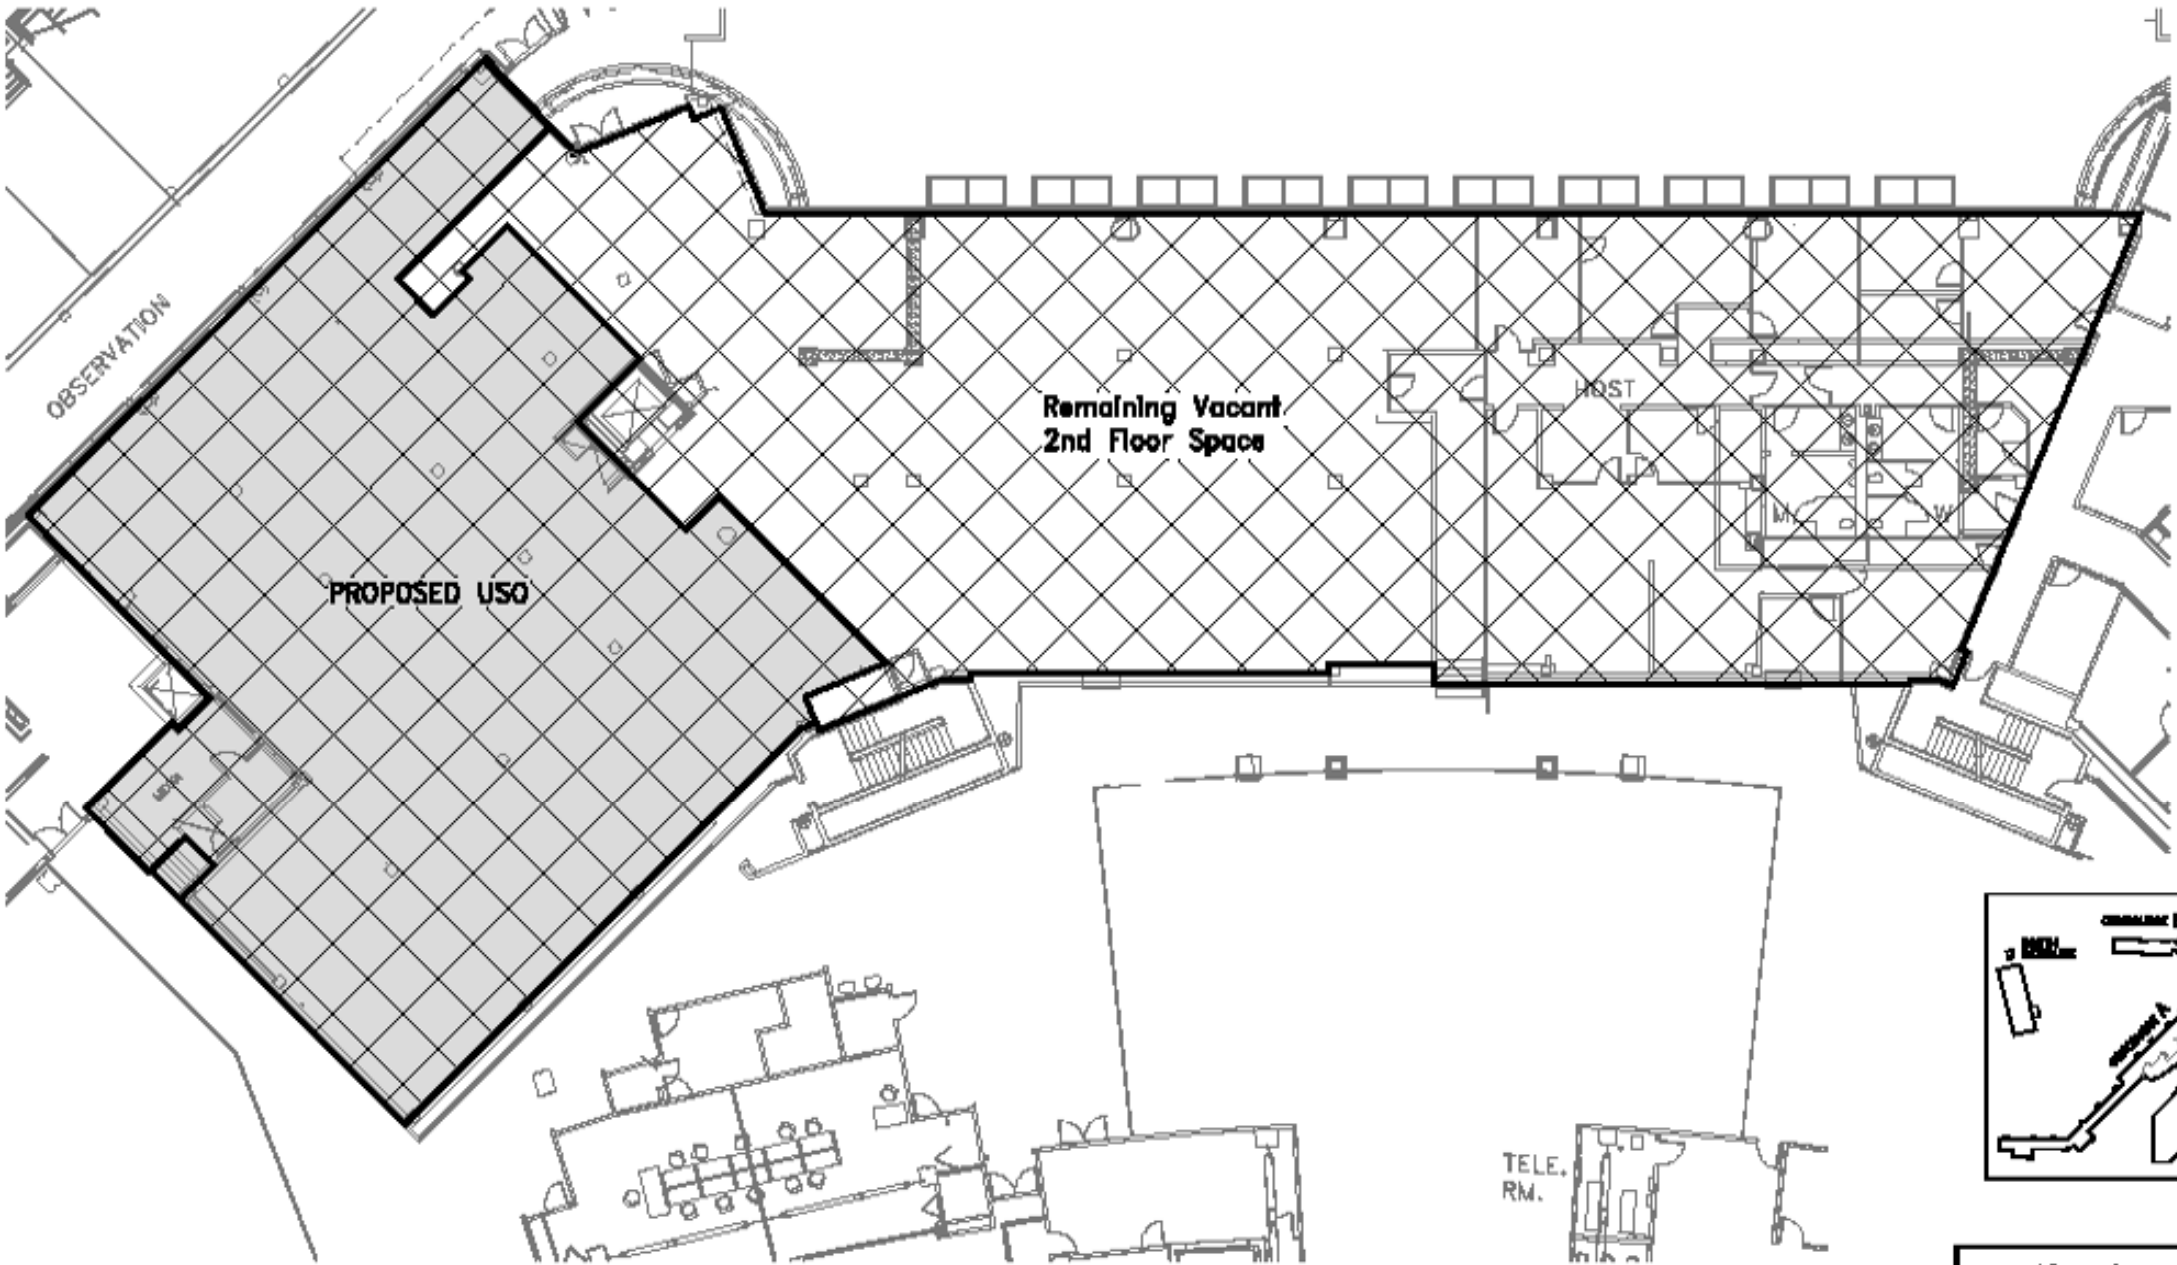 OBSERVATION
Remaining Vacant
2nd Floor Space
HOST
M
W
PROPOSED USO
TELE.
RM.